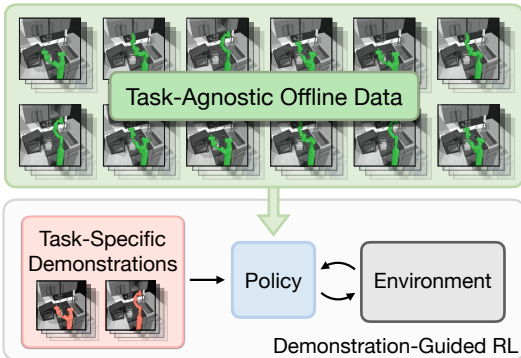 Task-Agnostic Offline Data
Task-Specific
Demonstrations
Policy
Environment
Demonstration-Guided RL